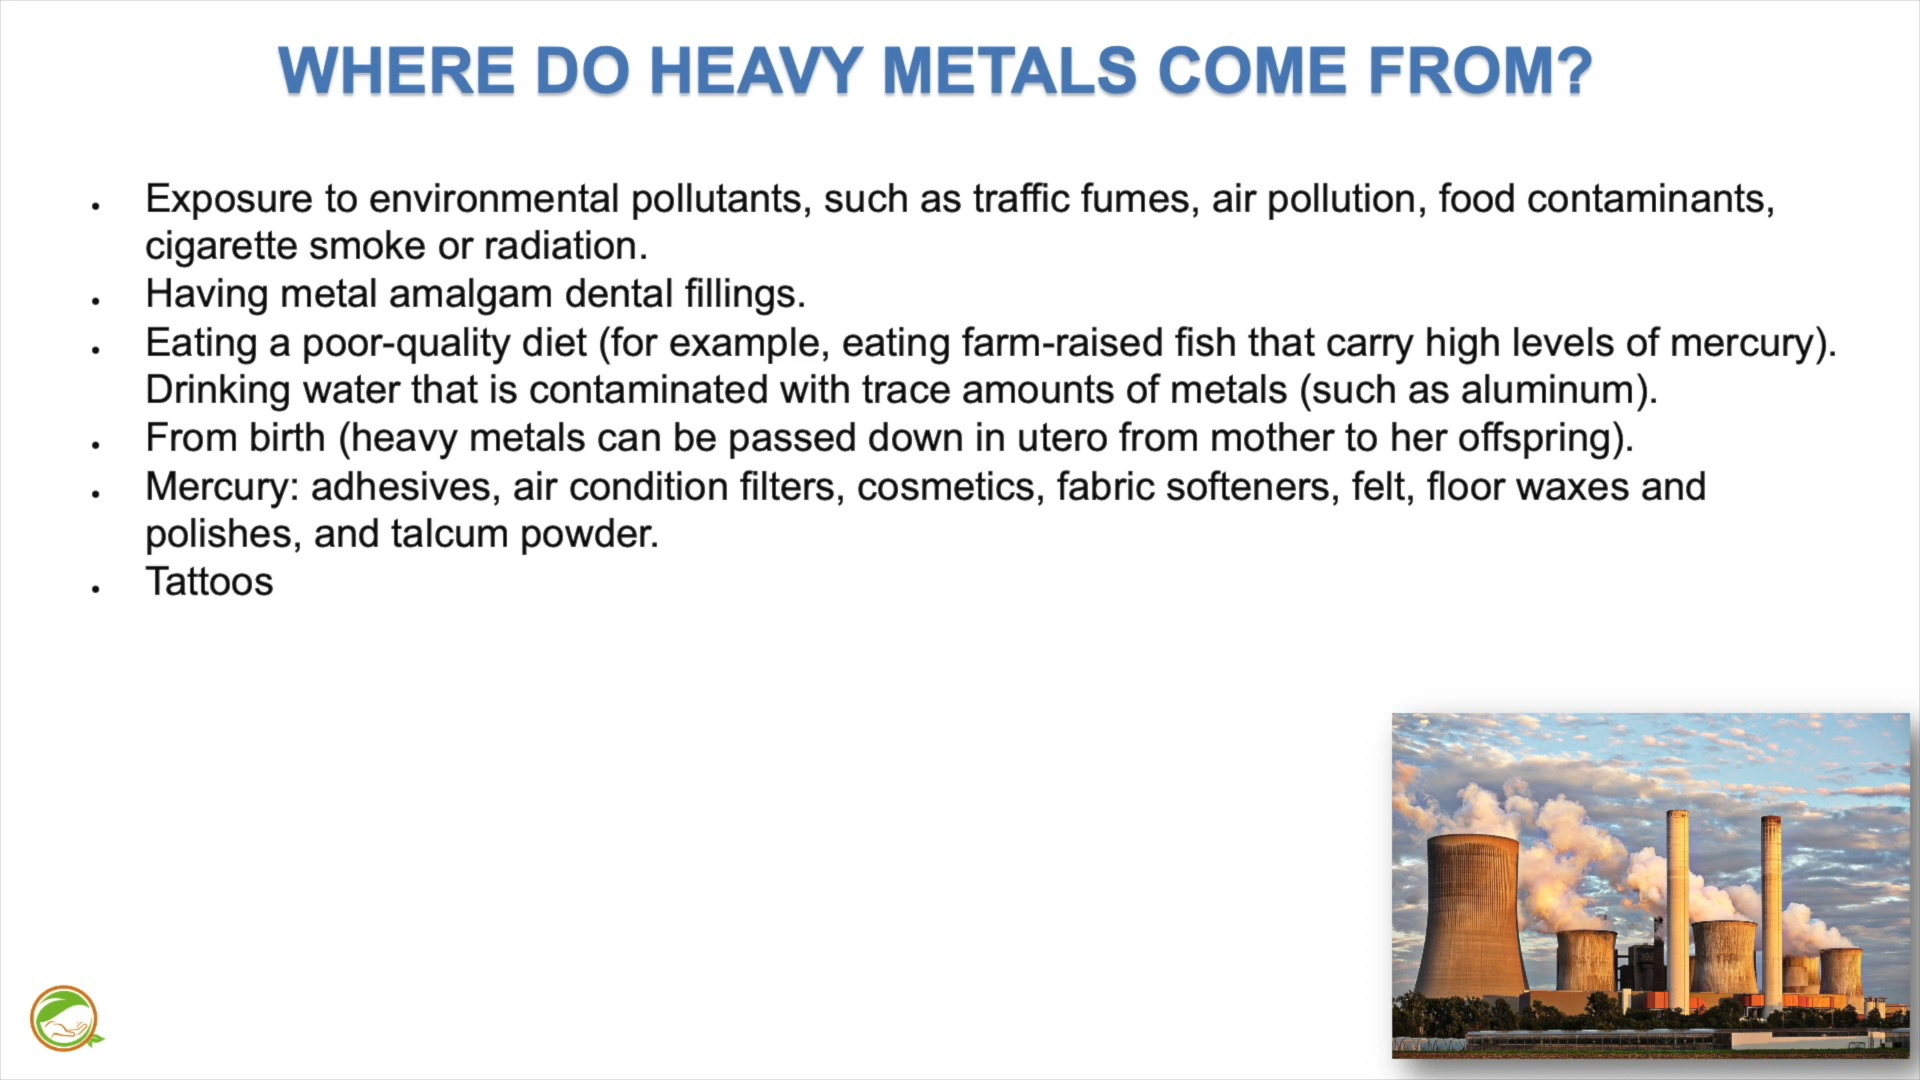 WHERE DO HEAVY METALS COME FROM?
• Exposure to environmental pollutants, such as traffic fumes, air pollution, food contaminants,
cigarette smoke or radiation.
• Having metal amalgam dental fillings.
• Eating a poor-quality diet (for example, eating farm-raised fish that carry high levels of mercury).
Drinking water that is contaminated with trace amounts of metals (such as aluminum).
• From birth (heavy metals can be passed down in utero from mother to her offspring).
• Mercury: adhesives, air condition filters, cosmetics, fabric softeners, felt, floor waxes and
polishes, and talcum powder.
• Tattoos